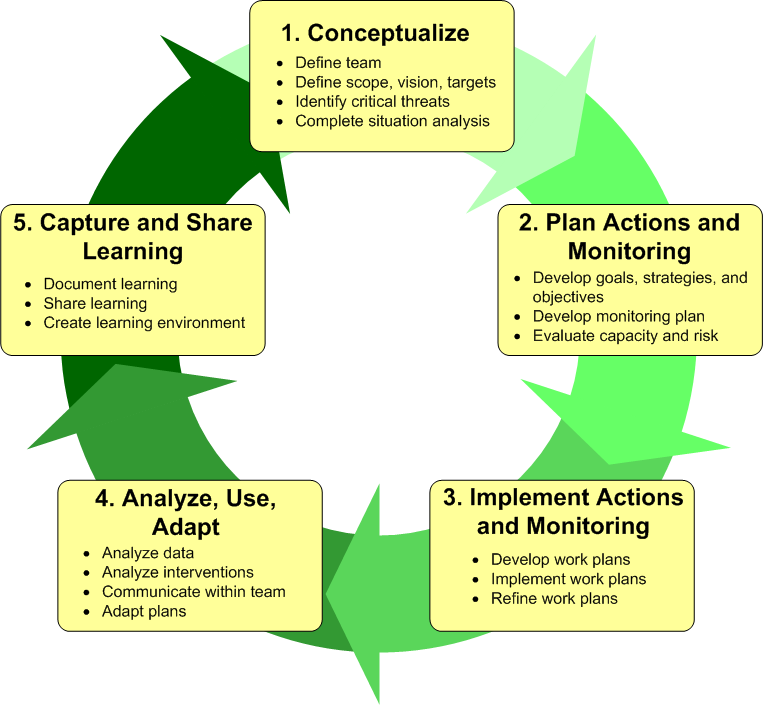 1. Conceptualize
• Define team
• Define scope, vision, targets
• Identify critical threats
• Complete situation analysis
2. Plan Actions and
Monitoring
• Develop goals, strategies, and
objectives
• Develop monitoring plan
• Evaluate capacity and risk
3. Implement Actions
and Monitoring
• Develop work plans
• Implement work plans
• Refine work plans
4. Analyze, Use,
Adapt
• Analyze data
• Analyze interventions
• Communicate within team
• Adapt plans
5. Capture and Share
Learning
• Document learning
• Share learning
• Create learning environment